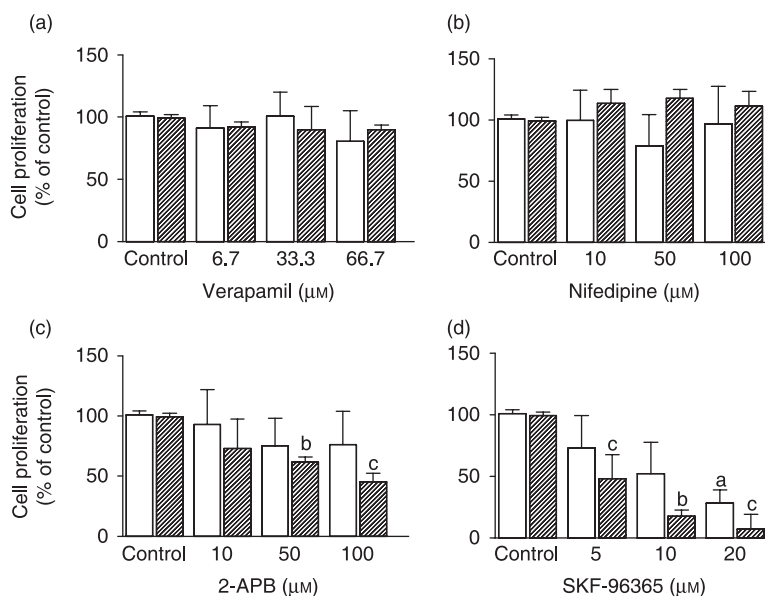 (a)
150
100
50
0
Cell proliferation
(% of control)
Control 6.7 33.3 66.7
Verapamil (μM)
(b)
150
100
50
0
Control 10 50 100
Nifedipine (μM)
(c)
150
100
50
0
Cell proliferation
(% of control)
b
c
Control 10 50 100
2-APB (μM)
(d)
150
100
50
0
c
b
a
c
Control 5 10 20
SKF-96365 (μM)